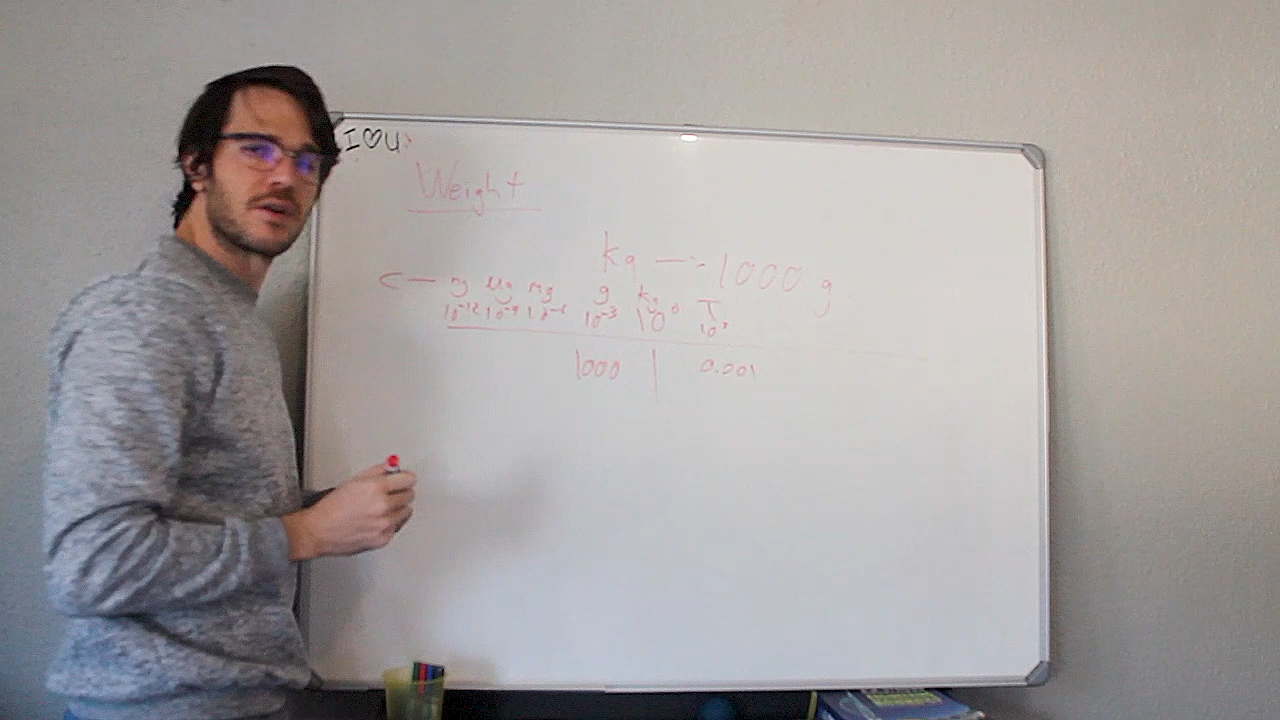 I♡U
Weight
kg —> 1000 g
< — ng μg mg g kg T
10⁻¹² 10⁻⁹ 10⁻⁶ 10⁻³ 10⁰ 10³
1000 | 0.001